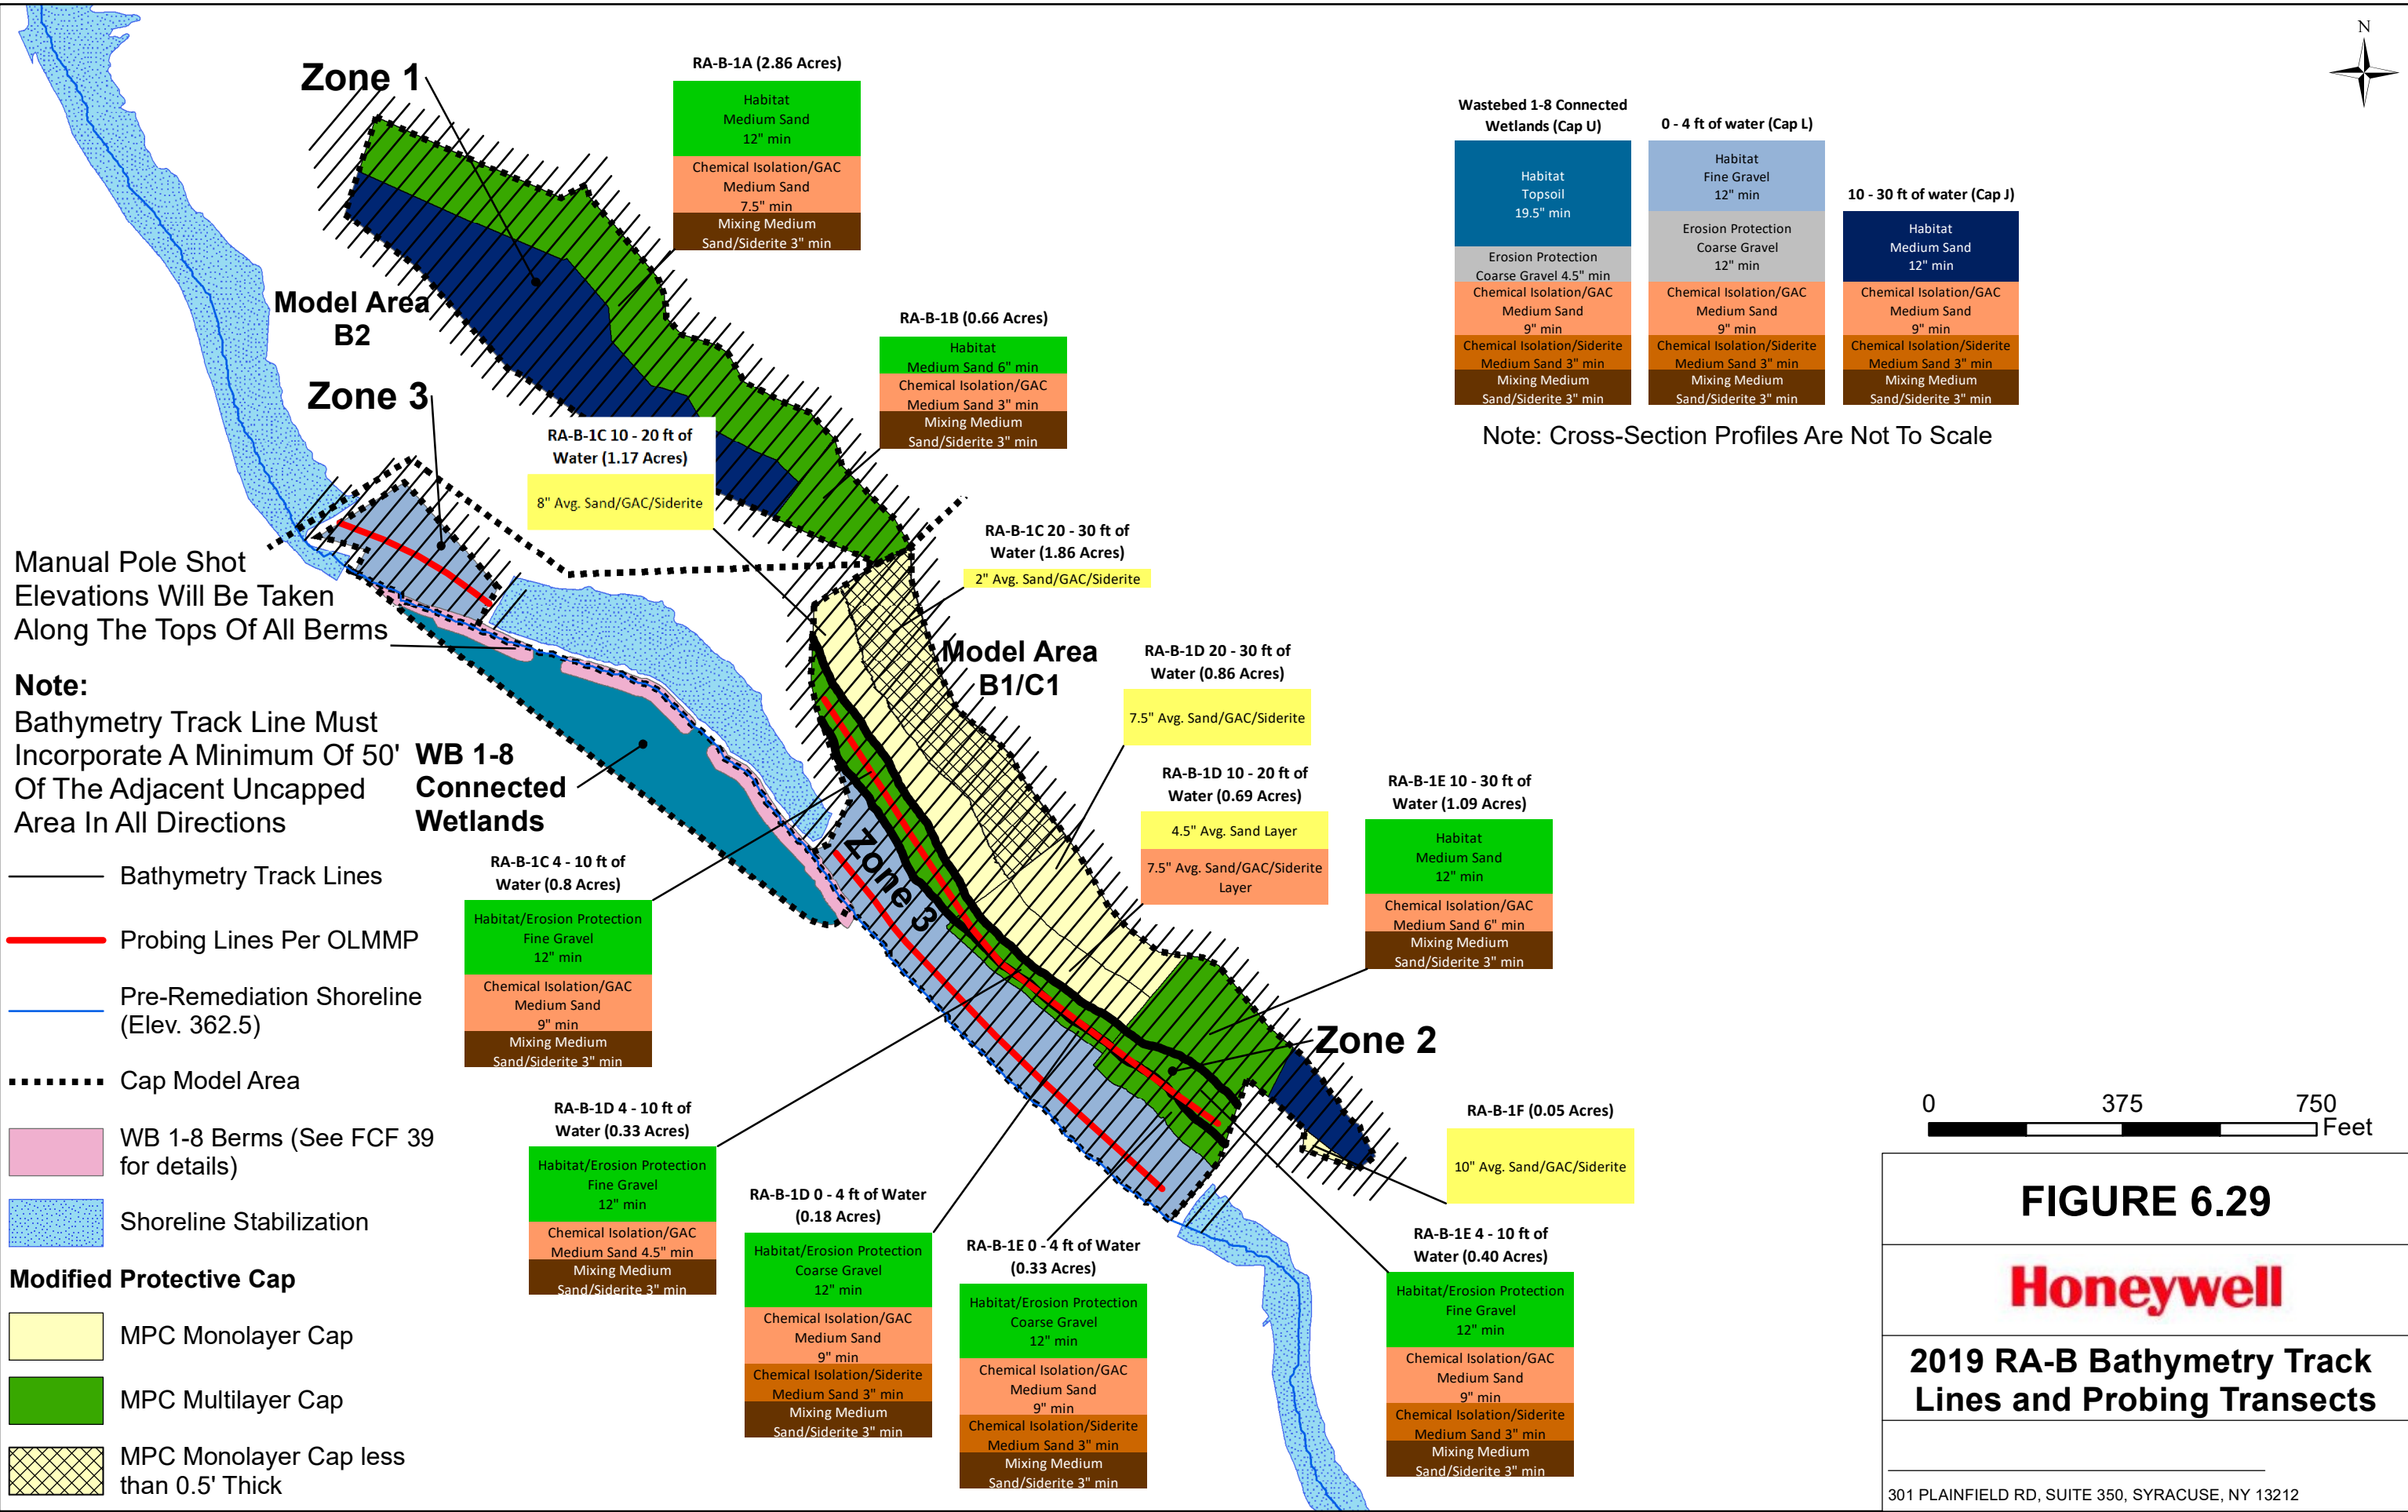 N
Zone 1
RA-B-1A (2.86 Acres)
Habitat
Medium Sand
12" min
Chemical Isolation/GAC
Medium Sand
7.5" min
Mixing Medium
Sand/Siderite 3" min
Wastebed 1-8 Connected
Wetlands (Cap U)
Habitat
Topsoil
19.5" min
Erosion Protection
Coarse Gravel 4.5" min
Chemical Isolation/GAC
Medium Sand
9" min
Chemical Isolation/Siderite
Medium Sand 3" min
Mixing Medium
Sand/Siderite 3" min
0 - 4 ft of water (Cap L)
Habitat
Fine Gravel
12" min
Erosion Protection
Coarse Gravel
12" min
Chemical Isolation/GAC
Medium Sand
9" min
Chemical Isolation/Siderite
Medium Sand 3" min
Mixing Medium
Sand/Siderite 3" min
10 - 30 ft of water (Cap J)
Habitat
Medium Sand
12" min
Chemical Isolation/GAC
Medium Sand
9" min
Chemical Isolation/Siderite
Medium Sand 3" min
Mixing Medium
Sand/Siderite 3" min
Note: Cross-Section Profiles Are Not To Scale
Model Area
B2
Zone 3
RA-B-1B (0.66 Acres)
Habitat
Medium Sand 6" min
Chemical Isolation/GAC
Medium Sand 3" min
Mixing Medium
Sand/Siderite 3" min
RA-B-1C 10 - 20 ft of
Water (1.17 Acres)
8" Avg. Sand/GAC/Siderite
RA-B-1C 20 - 30 ft of
Water (1.86 Acres)
2" Avg. Sand/GAC/Siderite
Manual Pole Shot
Elevations Will Be Taken
Along The Tops Of All Berms
Model Area
B1/C1
RA-B-1D 20 - 30 ft of
Water (0.86 Acres)
7.5" Avg. Sand/GAC/Siderite
Note:
Bathymetry Track Line Must
Incorporate A Minimum Of 50'
Of The Adjacent Uncapped
Area In All Directions
WB 1-8
Connected
Wetlands
RA-B-1D 10 - 20 ft of
Water (0.69 Acres)
4.5" Avg. Sand Layer
7.5" Avg. Sand/GAC/Siderite
Layer
RA-B-1E 10 - 30 ft of
Water (1.09 Acres)
Habitat
Medium Sand
12" min
Chemical Isolation/GAC
Medium Sand 6" min
Mixing Medium
Sand/Siderite 3" min
Zone 3
RA-B-1C 4 - 10 ft of
Water (0.8 Acres)
Habitat/Erosion Protection
Fine Gravel
12" min
Chemical Isolation/GAC
Medium Sand
9" min
Mixing Medium
Sand/Siderite 3" min
Zone 2
RA-B-1D 4 - 10 ft of
Water (0.33 Acres)
Habitat/Erosion Protection
Fine Gravel
12" min
Chemical Isolation/GAC
Medium Sand 4.5" min
Mixing Medium
Sand/Siderite 3" min
RA-B-1D 0 - 4 ft of Water
(0.18 Acres)
Habitat/Erosion Protection
Coarse Gravel
12" min
Chemical Isolation/GAC
Medium Sand
9" min
Chemical Isolation/Siderite
Medium Sand 3" min
Mixing Medium
Sand/Siderite 3" min
RA-B-1E 0 - 4 ft of Water
(0.33 Acres)
Habitat/Erosion Protection
Coarse Gravel
12" min
Chemical Isolation/GAC
Medium Sand
9" min
Chemical Isolation/Siderite
Medium Sand 3" min
Mixing Medium
Sand/Siderite 3" min
RA-B-1F (0.05 Acres)
10" Avg. Sand/GAC/Siderite
RA-B-1E 4 - 10 ft of
Water (0.40 Acres)
Habitat/Erosion Protection
Fine Gravel
12" min
Chemical Isolation/GAC
Medium Sand
9" min
Chemical Isolation/Siderite
Medium Sand 3" min
Mixing Medium
Sand/Siderite 3" min
Bathymetry Track Lines
Probing Lines Per OLMMP
Pre-Remediation Shoreline
(Elev. 362.5)
Cap Model Area
WB 1-8 Berms (See FCF 39
for details)
Shoreline Stabilization
Modified Protective Cap
MPC Monolayer Cap
MPC Multilayer Cap
MPC Monolayer Cap less
than 0.5' Thick
0 375 750
Feet
FIGURE 6.29
Honeywell
2019 RA-B Bathymetry Track
Lines and Probing Transects
301 PLAINFIELD RD, SUITE 350, SYRACUSE, NY 13212